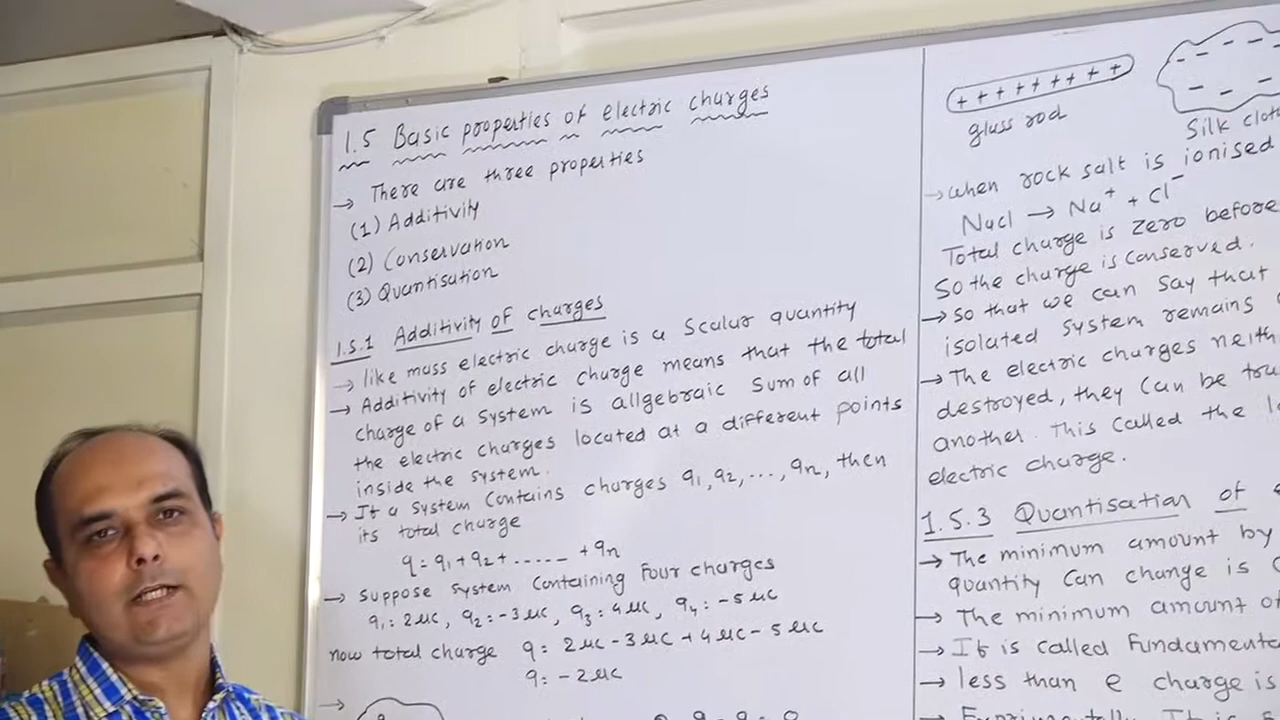 1.5 Basic properties of electric charges
→ There are three properties
(1) Additivity
(2) Conservation
(3) Quantisation
1.5.1 Additivity of charges
→ like mass electric charge is a scalar quantity
→ Additivity of electric charge means that the total
charge of a system is allgebraic sum of all
the electric charges located at a different points
inside the system.
→ If a system contains charges q1, q2, ..., qn, then
its total charge
q = q1 + q2 + ...... + qn
→ suppose system containing four charges
q1 = 2μc, q2 = -3μc, q3 = 4μc, q4 = -5μc
now total charge q = 2μc - 3μc + 4μc - 5μc
q = -2μc
→
+ + + + + + + + +
glass rod
Silk
→ when rock salt is ionised
Nacl → Na⁺ + Cl⁻
Total charge is zero before
So the charge is conserved.
→ so that we can say that
isolated system remains
→ The electric charges
destroyed, they can be
another. This called the
electric charge.
1.5.3 Quantisation of
→ The minimum amount by
quantity can change is
→ The minimum amount
→ It is called
→ less than e charge is
→